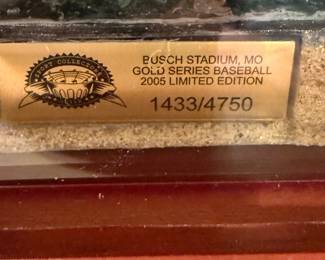 BUSCH STADIUM, MO
GOLD SERIES BASEBALL
2005 LIMITED EDITION
1433/4750